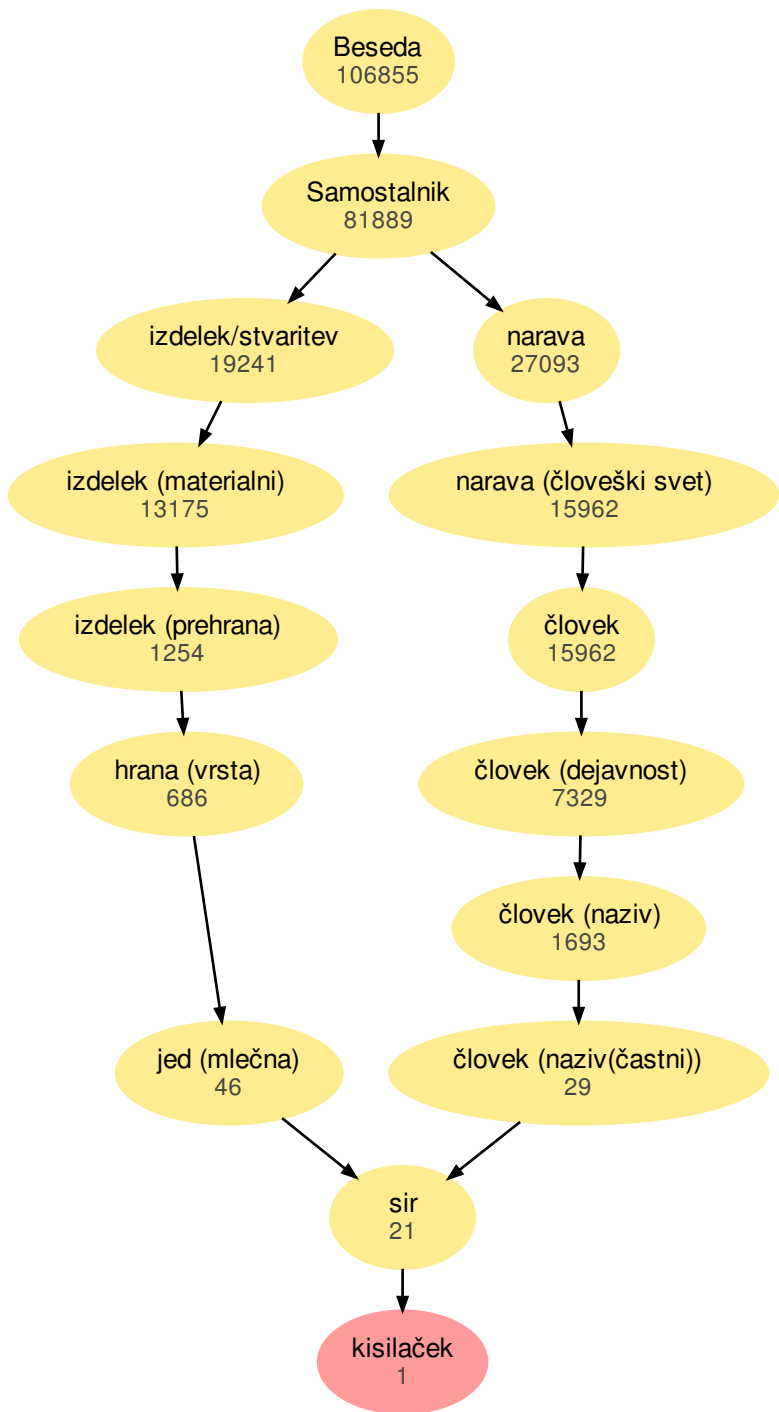 Beseda
106855
Samostalnik
81889
izdelek/stvaritev
19241
narava
27093
izdelek (materialni)
13175
narava (človeški svet)
15962
izdelek (prehrana)
1254
človek
15962
hrana (vrsta)
686
človek (dejavnost)
7329
človek (naziv)
1693
jed (mlečna)
46
človek (naziv(častni))
29
sir
21
kisilaček
1